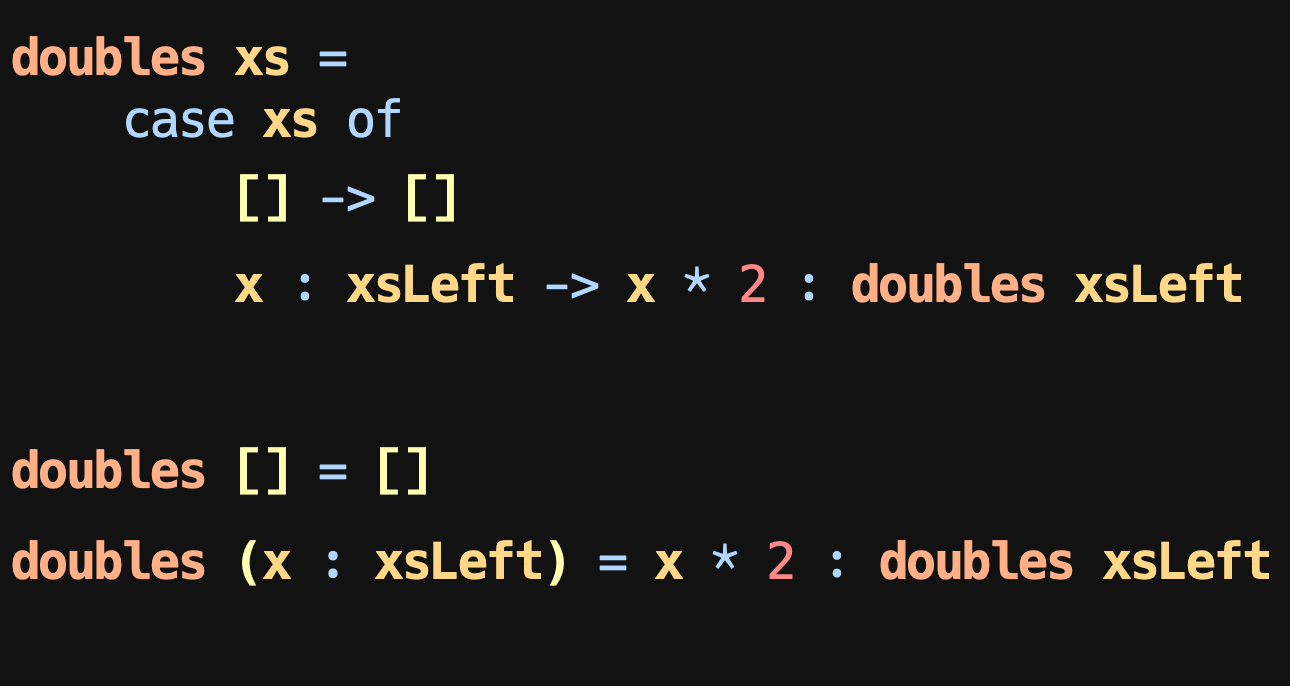 doubles xs =
    case xs of
        [] -> []
        x : xsLeft -> x * 2 : doubles xsLeft
doubles [] = []
doubles (x : xsLeft) = x * 2 : doubles xsLeft